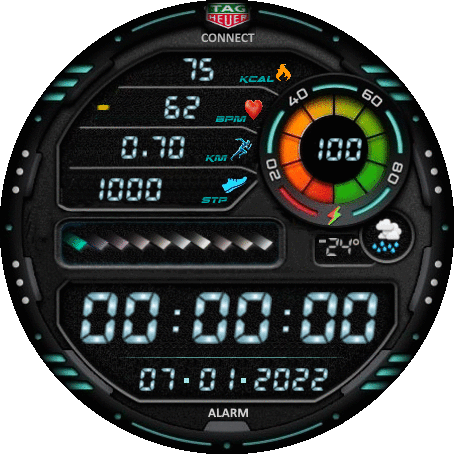 TAG
HEUER
CONNECT
75 KCAL
62 BPM
0.70 KM
1000 STP
20 40 60 80
100
-24°
00:00:00
07·01·2022
ALARM